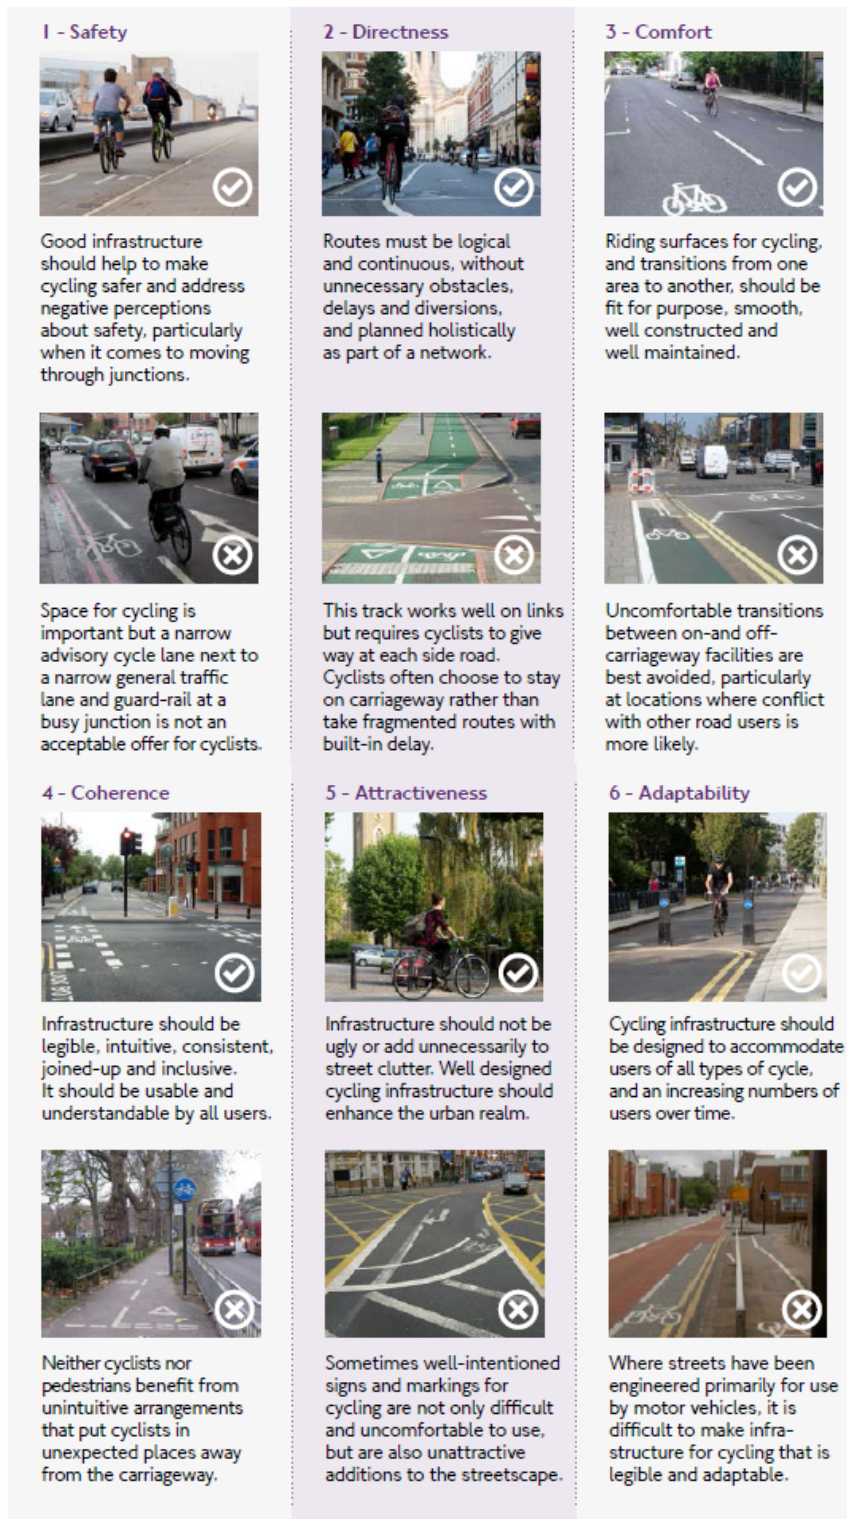 1 - Safety
Good infrastructure
should help to make
cycling safer and address
negative perceptions
about safety, particularly
when it comes to moving
through junctions.
Space for cycling is
important but a narrow
advisory cycle lane next to
a narrow general traffic
lane and guard-rail at a
busy junction is not an
acceptable offer for cyclists.
2 - Directness
Routes must be logical
and continuous, without
unnecessary obstacles,
delays and diversions,
and planned holistically
as part of a network.
This track works well on links
but requires cyclists to give
way at each side road.
Cyclists often choose to stay
on carriageway rather than
take fragmented routes with
built-in delay.
3 - Comfort
Riding surfaces for cycling,
and transitions from one
area to another, should be
fit for purpose, smooth,
well constructed and
well maintained.
Uncomfortable transitions
between on-and off-
carriageway facilities are
best avoided, particularly
at locations where conflict
with other road users is
more likely.
4 - Coherence
Infrastructure should be
legible, intuitive, consistent,
joined-up and inclusive.
It should be usable and
understandable by all users.
Neither cyclists nor
pedestrians benefit from
unintuitive arrangements
that put cyclists in
unexpected places away
from the carriageway.
5 - Attractiveness
Infrastructure should not be
ugly or add unnecessarily to
street clutter. Well designed
cycling infrastructure should
enhance the urban realm.
Sometimes well-intentioned
signs and markings for
cycling are not only difficult
and uncomfortable to use,
but are also unattractive
additions to the streetscape.
6 - Adaptability
Cycling infrastructure should
be designed to accommodate
users of all types of cycle,
and an increasing numbers of
users over time.
Where streets have been
engineered primarily for use
by motor vehicles, it is
difficult to make infra-
structure for cycling that is
legible and adaptable.